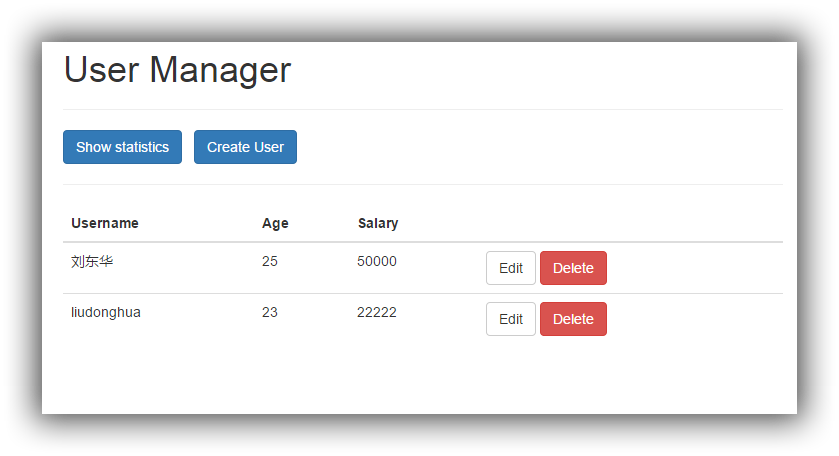 User Manager
Show statistics Create User
Username Age Salary
刘东华 25 50000 Edit Delete
liudonghua 23 22222 Edit Delete